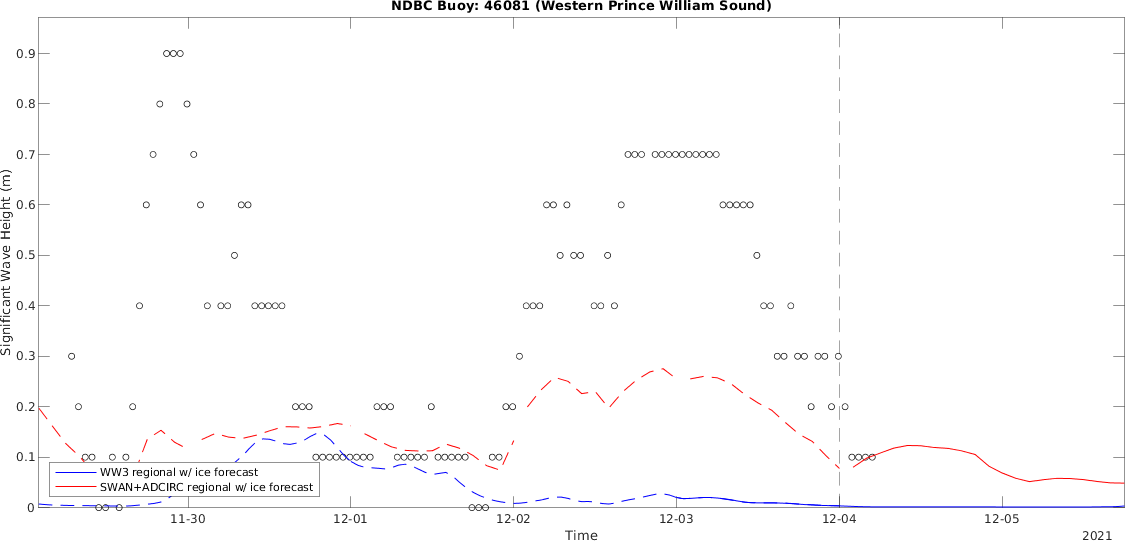 NDBC Buoy: 46081 (Western Prince William Sound)
Significant Wave Height (m)
0.9
0.8
0.7
0.6
0.5
0.4
0.3
0.2
0.1
0
WW3 regional w/ ice forecast
SWAN+ADCIRC regional w/ ice forecast
11-30 12-01 12-02 12-03 12-04 12-05
Time
2021